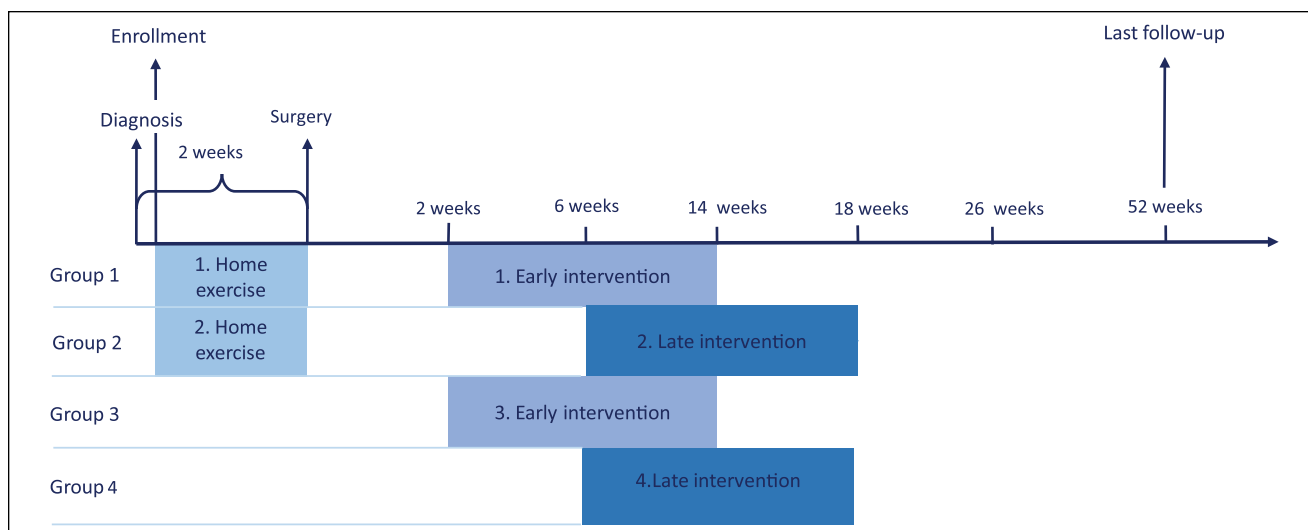 Enrollment
Last follow-up
Diagnosis
Surgery
2 weeks
2 weeks
6 weeks
14 weeks
18 weeks
26 weeks
52 weeks
Group 1
1. Home
exercise
1. Early intervention
Group 2
2. Home
exercise
2. Late intervention
Group 3
3. Early intervention
Group 4
4.Late intervention